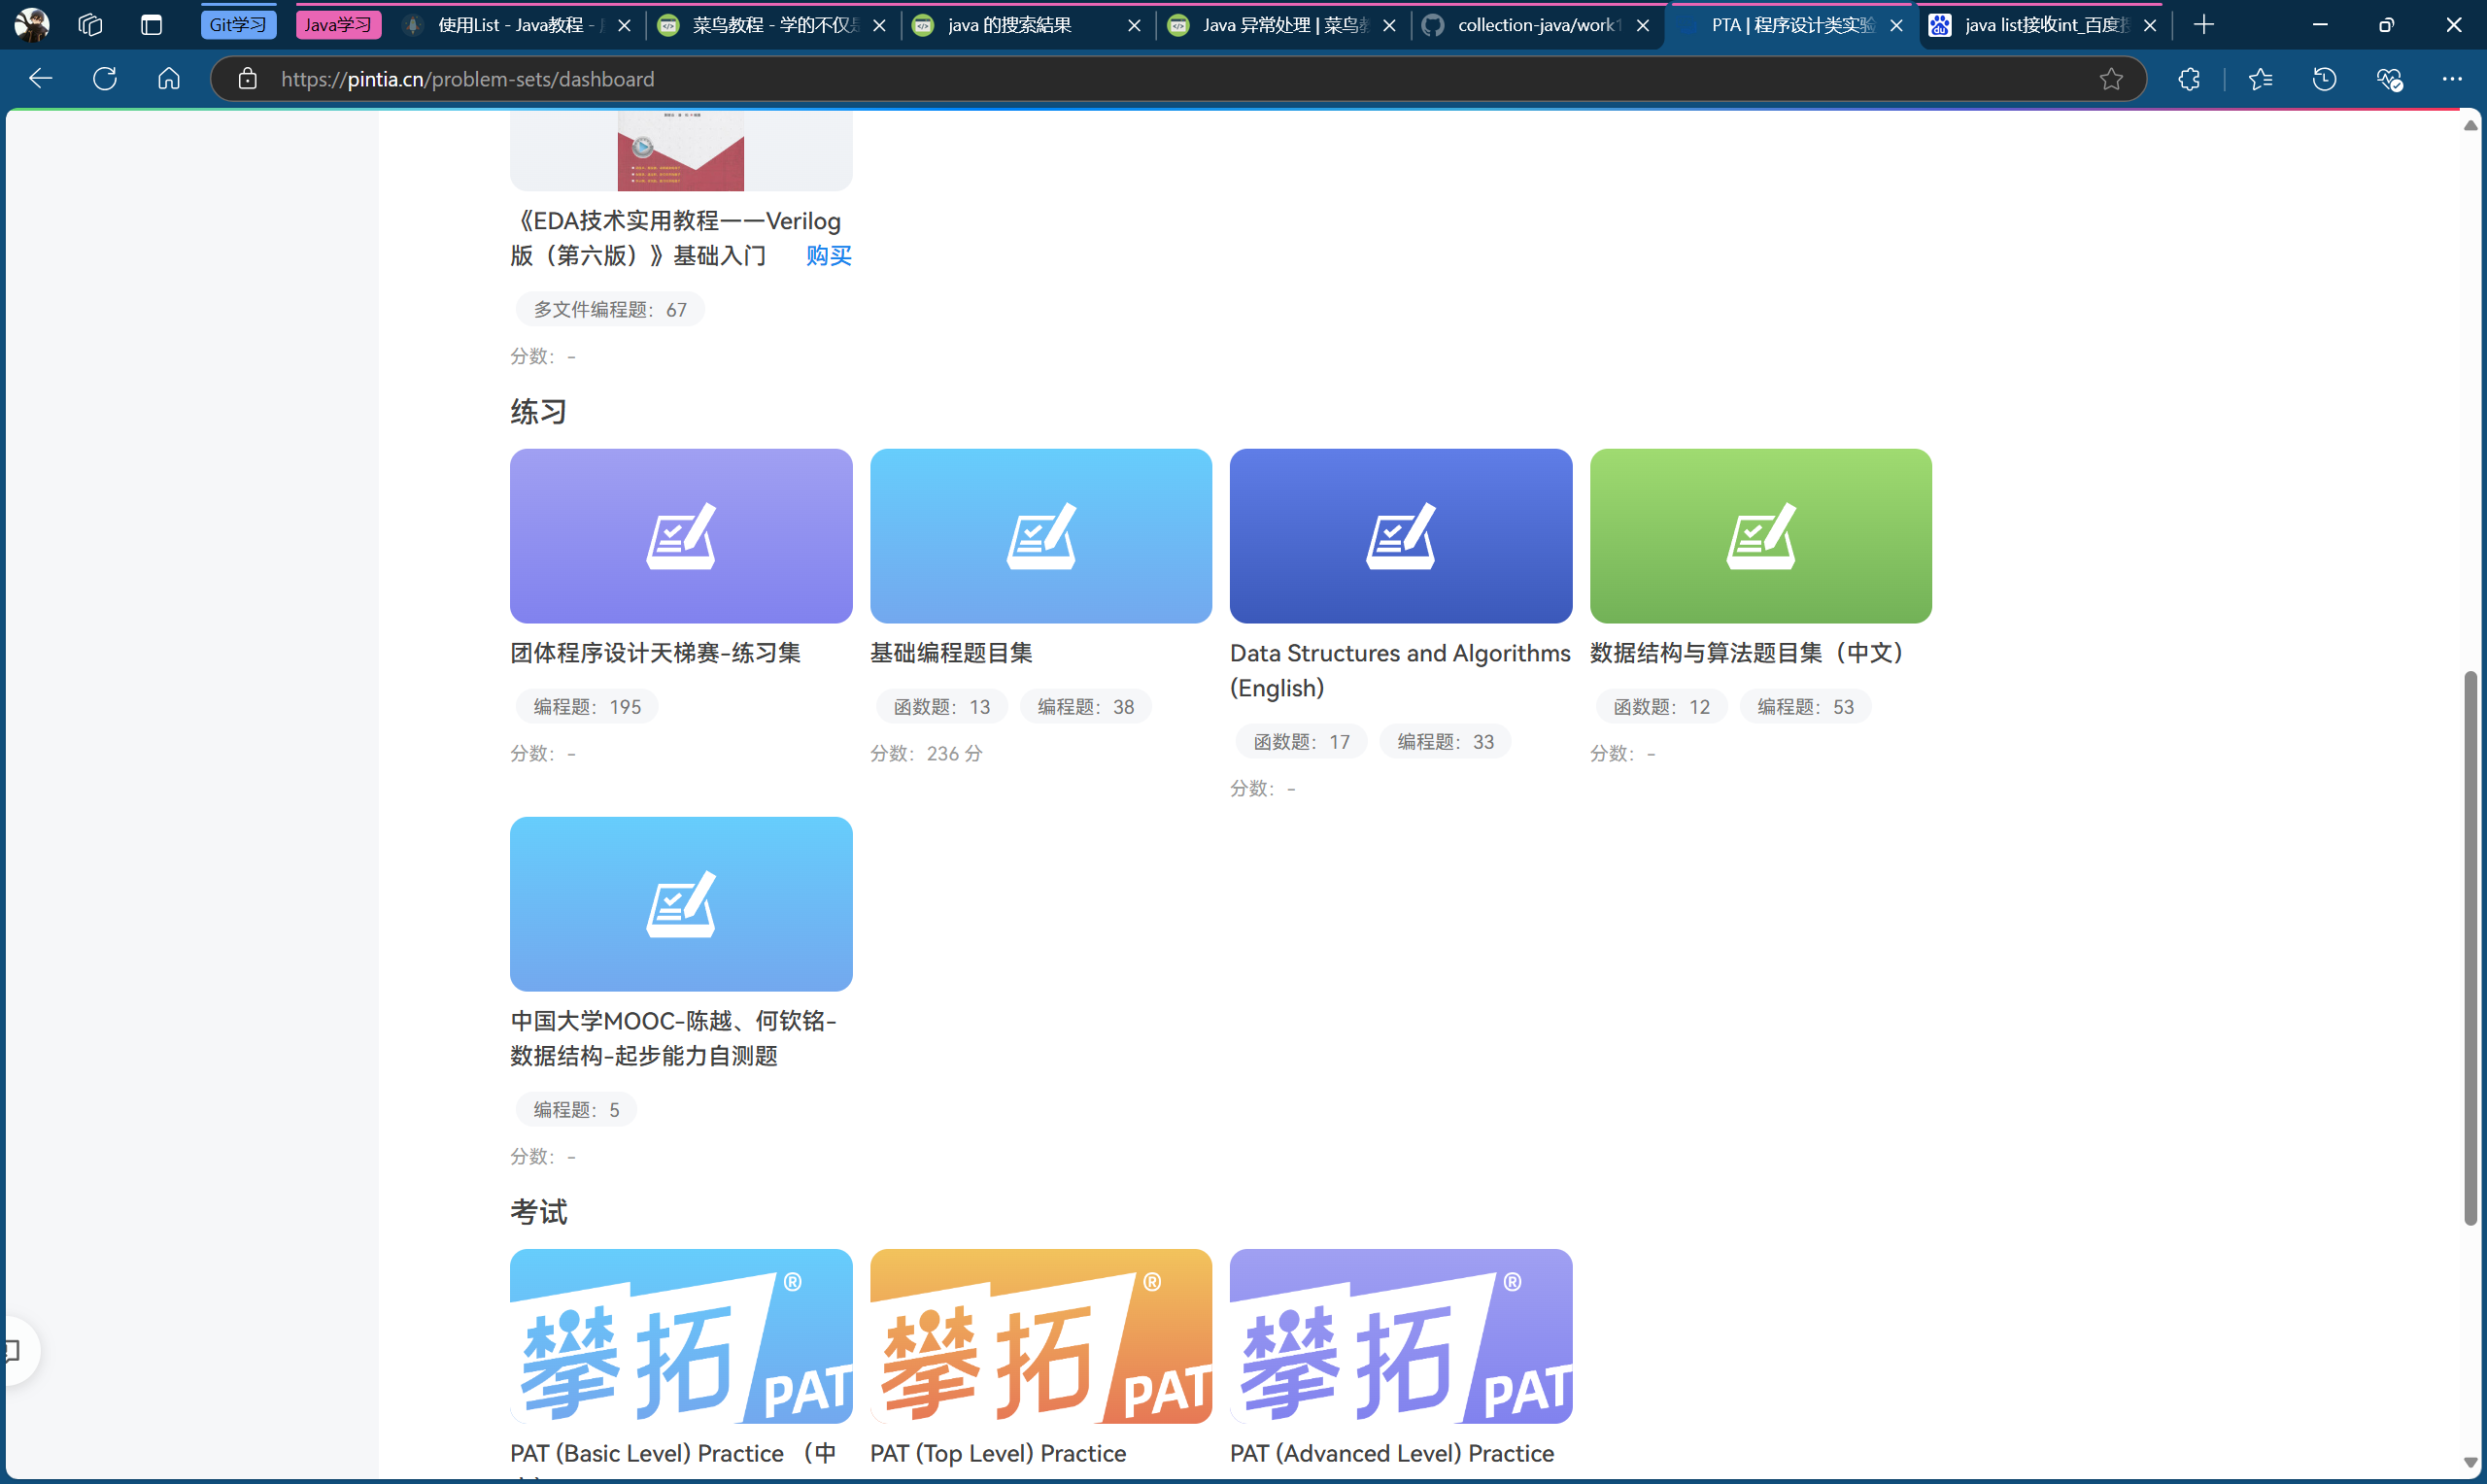 Git学习
Java学习
使用List - Java教程 -
菜鸟教程 - 学的不仅是
java 的搜索結果
Java 异常处理 | 菜鸟教
collection-java/work1
PTA | 程序设计类实验
java list接收int_百度搜
https://pintia.cn/problem-sets/dashboard
《EDA技术实用教程——Verilog
版（第六版）》基础入门
购买
多文件编程题：67
分数：-
练习
团体程序设计天梯赛-练习集
编程题：195
分数：-
基础编程题目集
函数题：13
编程题：38
分数：236 分
Data Structures and Algorithms
(English)
函数题：17
编程题：33
分数：-
数据结构与算法题目集（中文）
函数题：12
编程题：53
分数：-
中国大学MOOC-陈越、何钦铭-
数据结构-起步能力自测题
编程题：5
分数：-
考试
攀拓 ® PAT
攀拓 ® PAT
攀拓 ® PAT
PAT (Basic Level) Practice （中
PAT (Top Level) Practice
PAT (Advanced Level) Practice